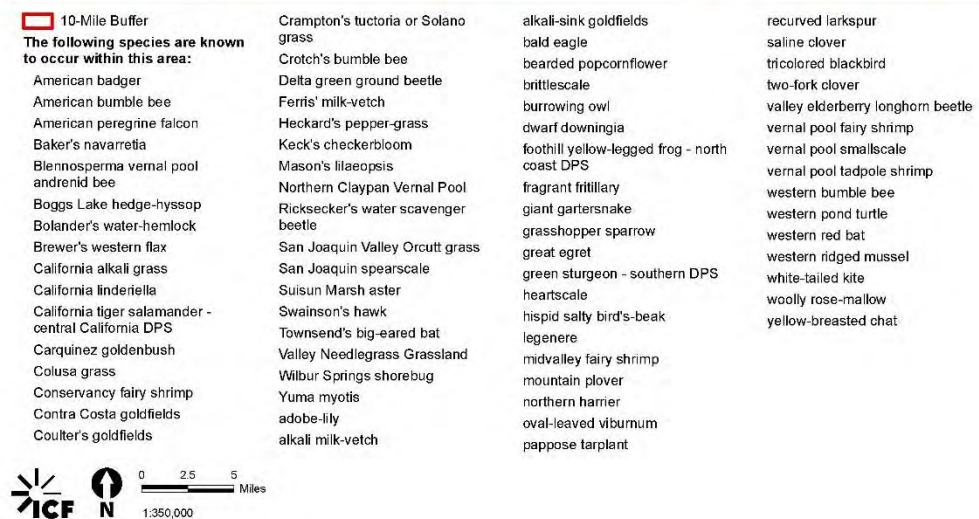 10-Mile Buffer
The following species are known
to occur within this area:
American badger
American bumble bee
American peregrine falcon
Baker's navarretia
Blennosperma vernal pool
andrenid bee
Boggs Lake hedge-hyssop
Bolander's water-hemlock
Brewer's western flax
California alkali grass
California linderiella
California tiger salamander -
central California DPS
Carquinez goldenbush
Colusa grass
Conservancy fairy shrimp
Contra Costa goldfields
Coulter's goldfields
Crampton's tuctoria or Solano
grass
Crotch's bumble bee
Delta green ground beetle
Ferris' milk-vetch
Heckard's pepper-grass
Keck's checkerbloom
Mason's lilaeopsis
Northern Claypan Vernal Pool
Ricksecker's water scavenger
beetle
San Joaquin Valley Orcutt grass
San Joaquin spearscale
Suisun Marsh aster
Swainson's hawk
Townsend's big-eared bat
Valley Needlegrass Grassland
Wilbur Springs shorebug
Yuma myotis
adobe-lily
alkali milk-vetch
alkali-sink goldfields
bald eagle
bearded popcornflower
brittlescale
burrowing owl
dwarf downingia
foothill yellow-legged frog - north
coast DPS
fragrant fritillary
giant gartersnake
grasshopper sparrow
great egret
green sturgeon - southern DPS
heartscale
hispid salty bird's-beak
legenere
midvalley fairy shrimp
mountain plover
northern harrier
oval-leaved viburnum
pappose tarplant
recurved larkspur
saline clover
tricolored blackbird
two-fork clover
valley elderberry longhorn beetle
vernal pool fairy shrimp
vernal pool smallscale
vernal pool tadpole shrimp
western bumble bee
western pond turtle
western red bat
western ridged mussel
white-tailed kite
woolly rose-mallow
yellow-breasted chat
ICF
N
0 2.5 5
Miles
1:350,000